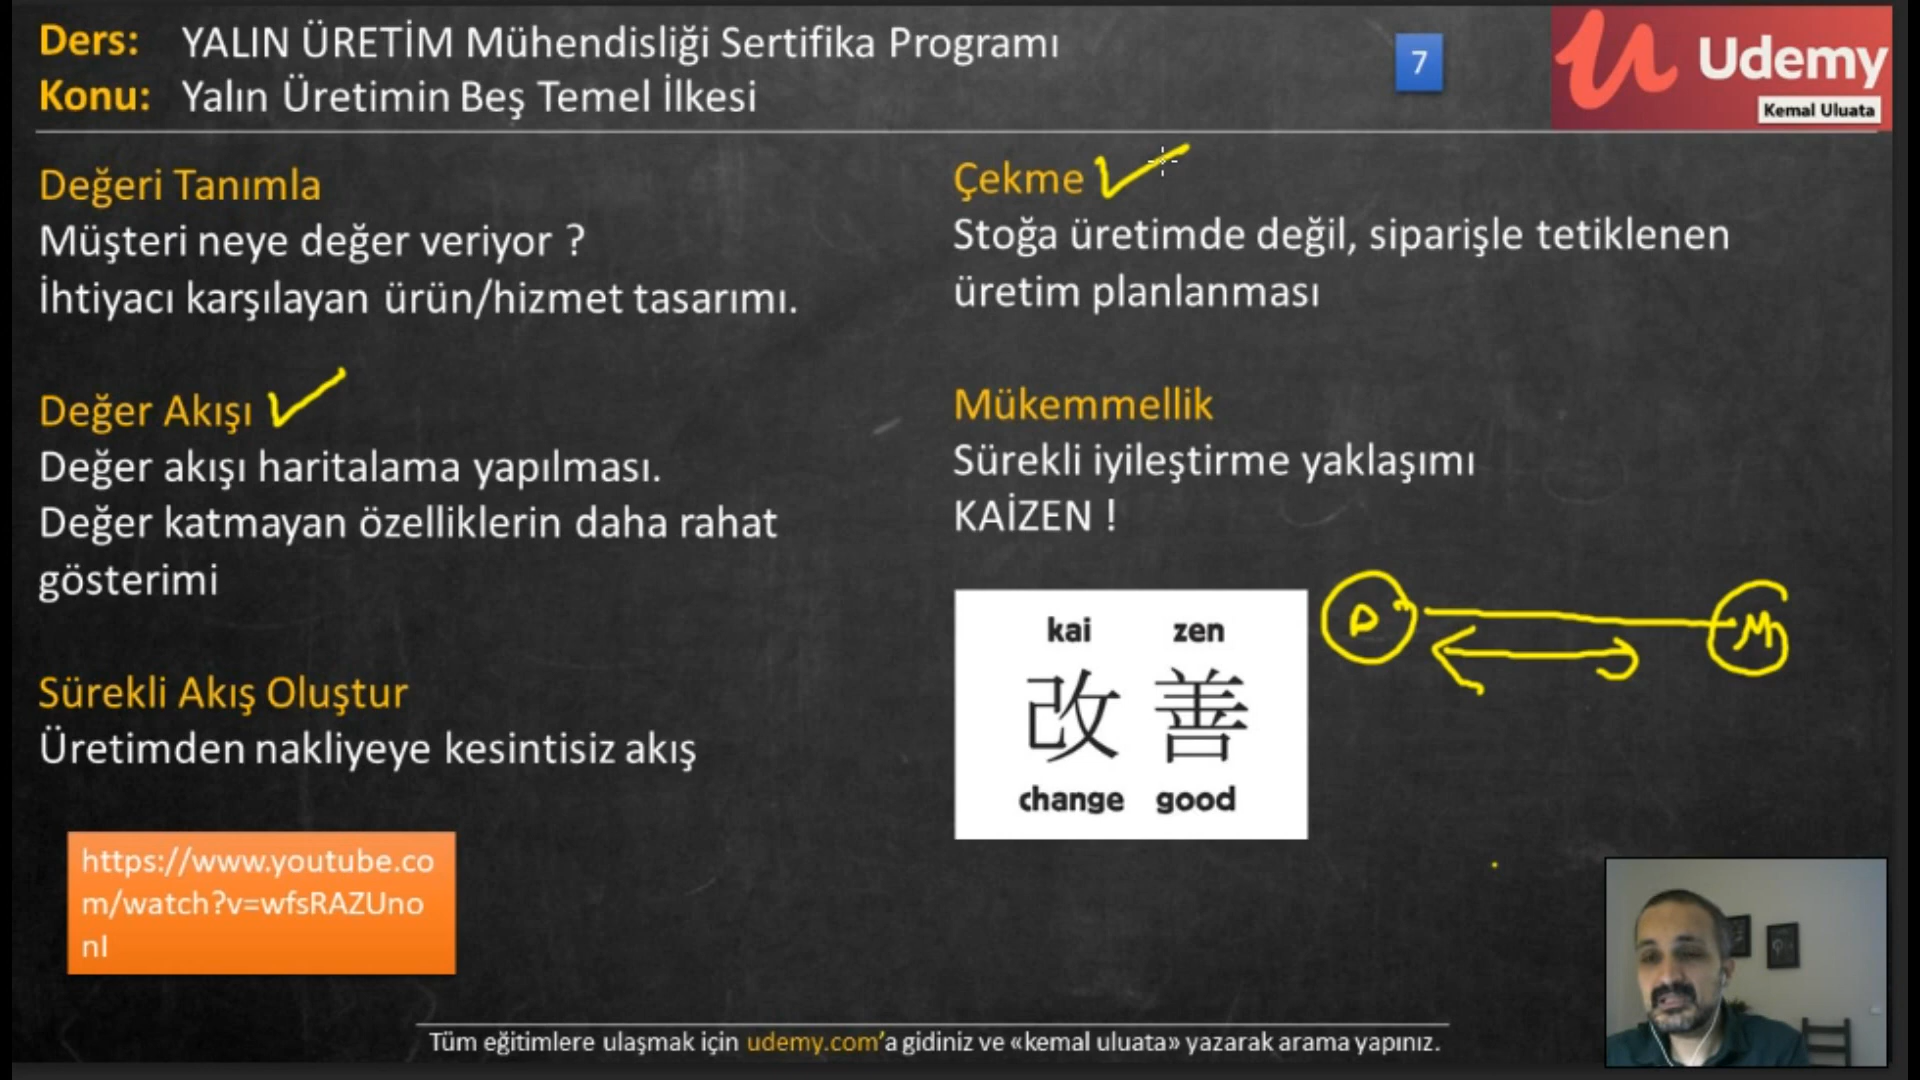 Ders: YALIN ÜRETİM Mühendisliği Sertifika Programı
Konu: Yalın Üretimin Beş Temel İlkesi
7
Udemy
Kemal Uluata
Değeri Tanımla
Müşteri neye değer veriyor ?
İhtiyacı karşılayan ürün/hizmet tasarımı.
Değer Akışı
Değer akışı haritalama yapılması.
Değer katmayan özelliklerin daha rahat
gösterimi
Sürekli Akış Oluştur
Üretimden nakliyeye kesintisiz akış
https://www.youtube.co
m/watch?v=wfsRAZUno
nI
Çekme
Stoğa üretimde değil, siparişle tetiklenen
üretim planlanması
Mükemmellik
Sürekli iyileştirme yaklaşımı
KAİZEN !
kai zen
改善
change good
D M
Tüm eğitimlere ulaşmak için udemy.com'a gidiniz ve «kemal uluata» yazarak arama yapınız.